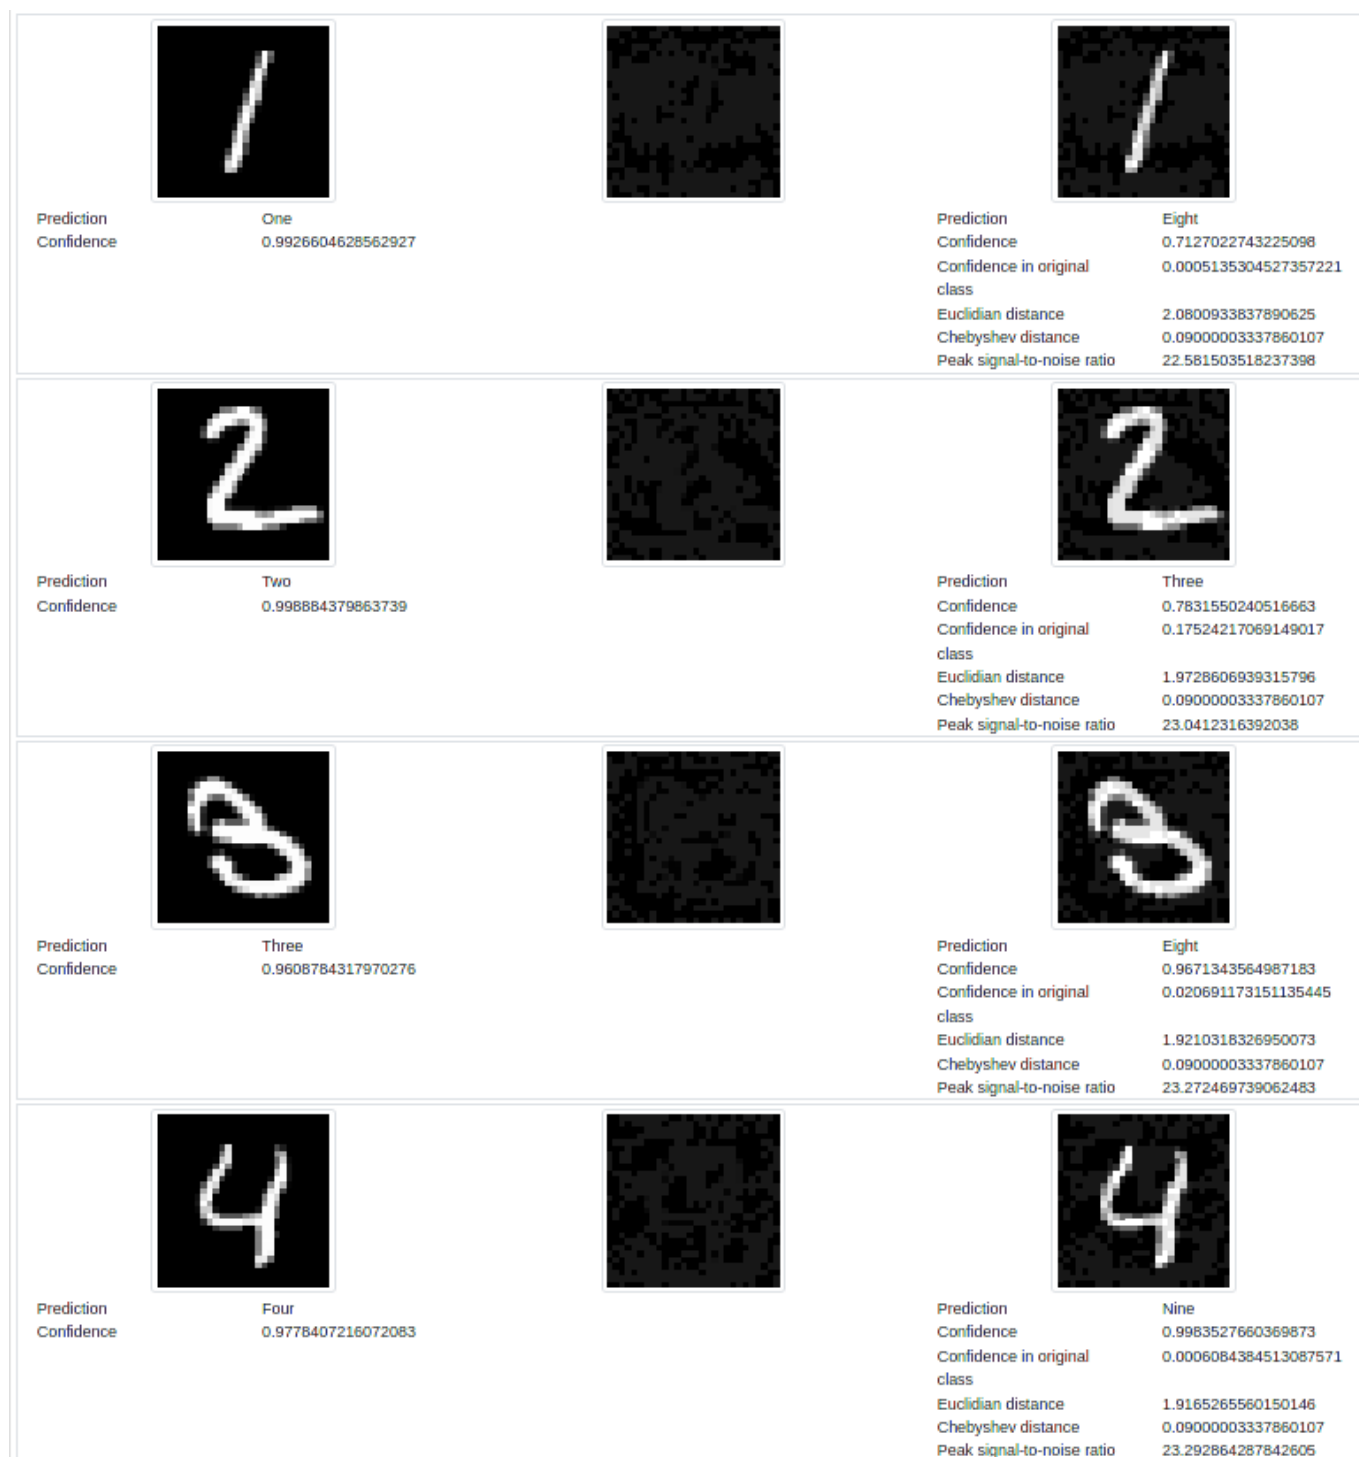 Prediction One
Confidence 0.9926604628562927
Prediction Eight
Confidence 0.7127022743225098
Confidence in original 0.0005135304527357221
class
Euclidian distance 2.0800933837890625
Chebyshev distance 0.09000003337860107
Peak signal-to-noise ratio 22.581503518237398
Prediction Two
Confidence 0.998884379863739
Prediction Three
Confidence 0.7831550240516663
Confidence in original 0.17524217069149017
class
Euclidian distance 1.9728606939315796
Chebyshev distance 0.09000003337860107
Peak signal-to-noise ratio 23.0412316392038
Prediction Three
Confidence 0.9608784317970276
Prediction Eight
Confidence 0.9671343564987183
Confidence in original 0.020691173151135445
class
Euclidian distance 1.9210318326950073
Chebyshev distance 0.09000003337860107
Peak signal-to-noise ratio 23.272469739062483
Prediction Four
Confidence 0.9778407216072083
Prediction Nine
Confidence 0.9983527660369873
Confidence in original 0.0006084384513087571
class
Euclidian distance 1.9165265560150146
Chebyshev distance 0.09000003337860107
Peak signal-to-noise ratio 23.292864287842605